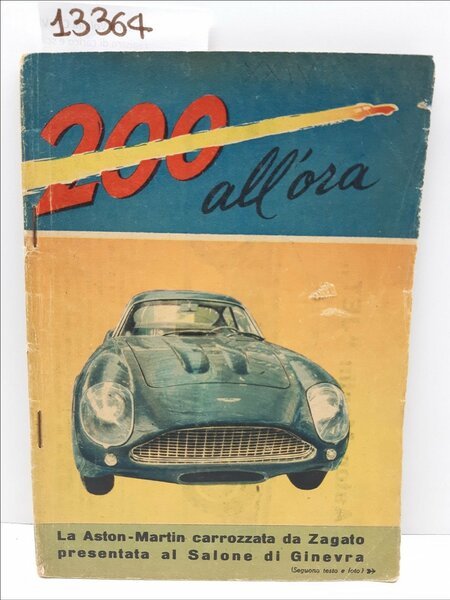 13364
200
all'ora
La Aston-Martin carrozzata da Zagato
presentata al Salone di Ginevra
(Seguono testo e foto)